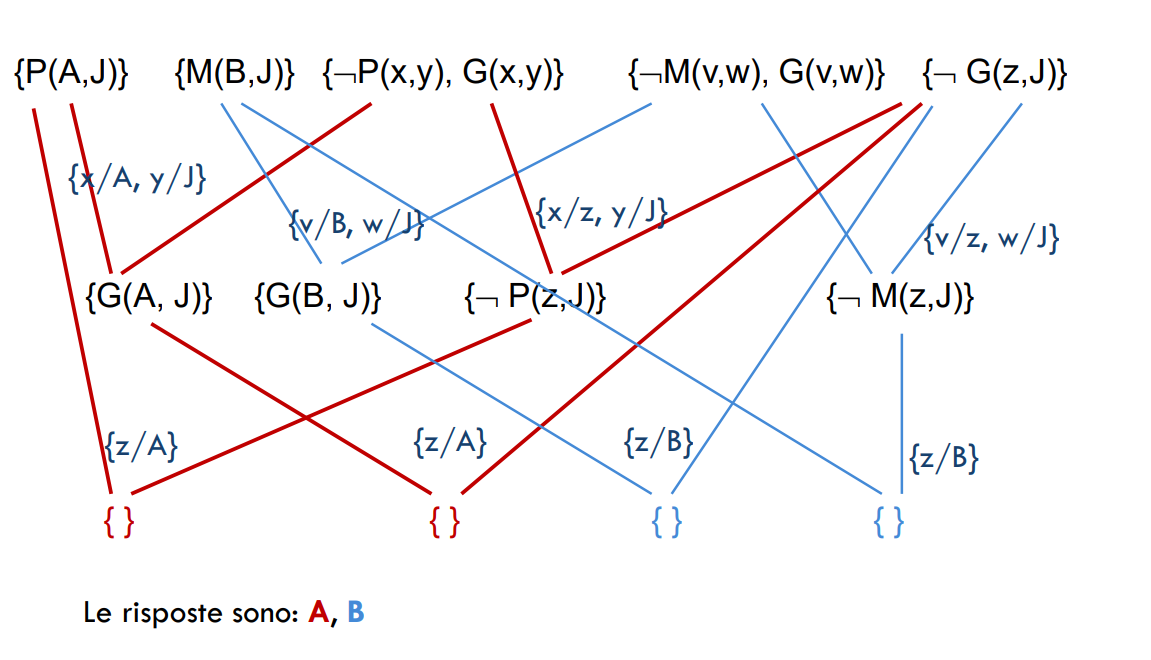 {P(A,J)} {M(B,J)} {¬P(x,y), G(x,y)} {¬M(v,w), G(v,w)} {¬ G(z,J)}
{x/A, y/J}
{v/B, w/J} {x/z, y/J} {v/z, w/J}
{G(A, J)} {G(B, J)} {¬ P(z,J)} {¬ M(z,J)}
{z/A} {z/A} {z/B} {z/B}
{ } { } { } { }
Le risposte sono: A, B